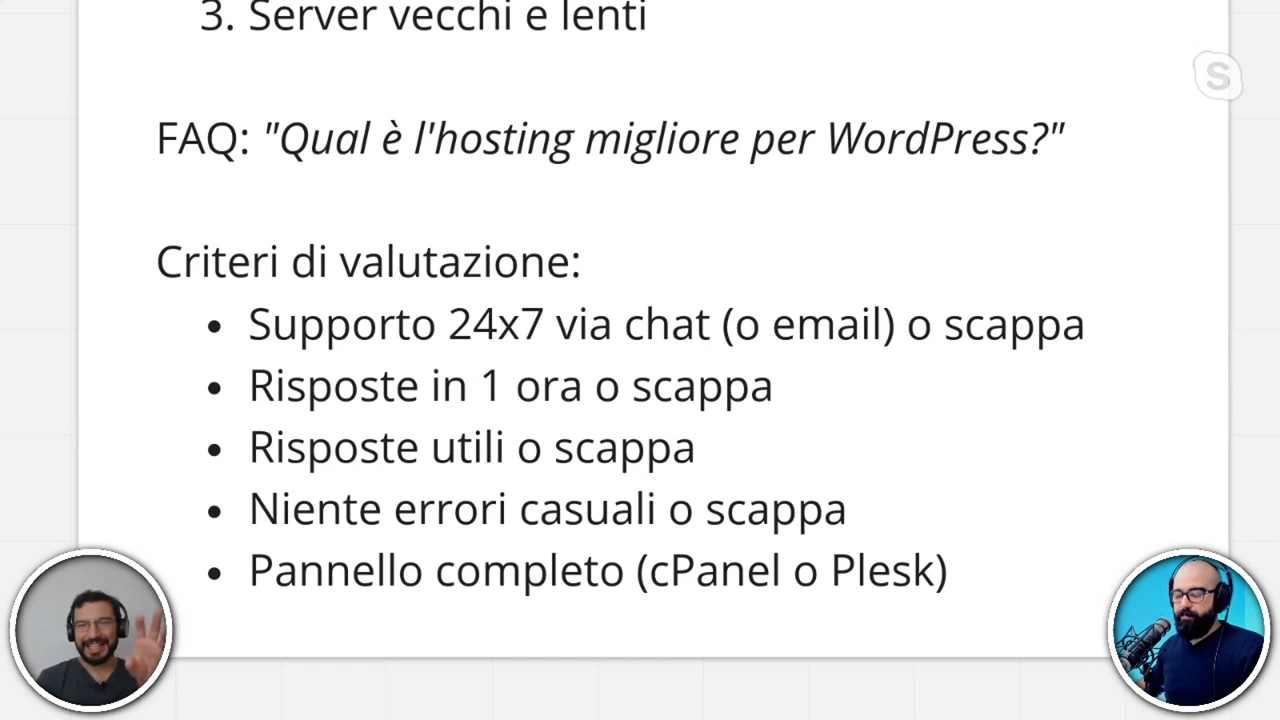 3. Server vecchi e lenti
FAQ: "Qual è l'hosting migliore per WordPress?"
Criteri di valutazione:
• Supporto 24x7 via chat (o email) o scappa
• Risposte in 1 ora o scappa
• Risposte utili o scappa
• Niente errori casuali o scappa
• Pannello completo (cPanel o Plesk)
S